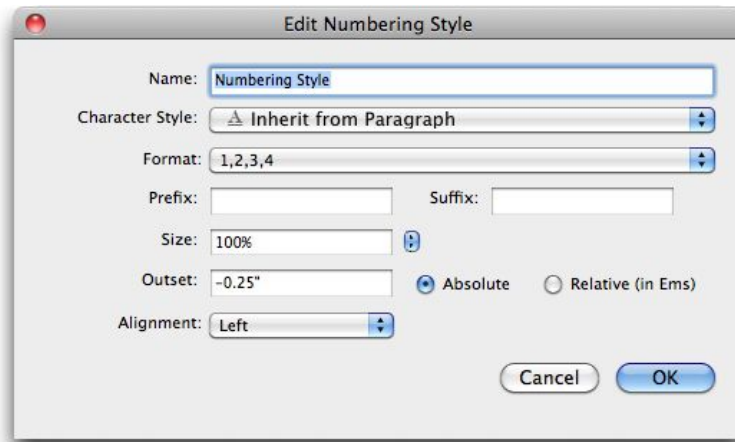 Edit Numbering Style
Name: Numbering Style
Character Style: A Inherit from Paragraph
Format: 1,2,3,4
Prefix: Suffix:
Size: 100%
Outset: -0.25" Absolute Relative (in Ems)
Alignment: Left
Cancel OK